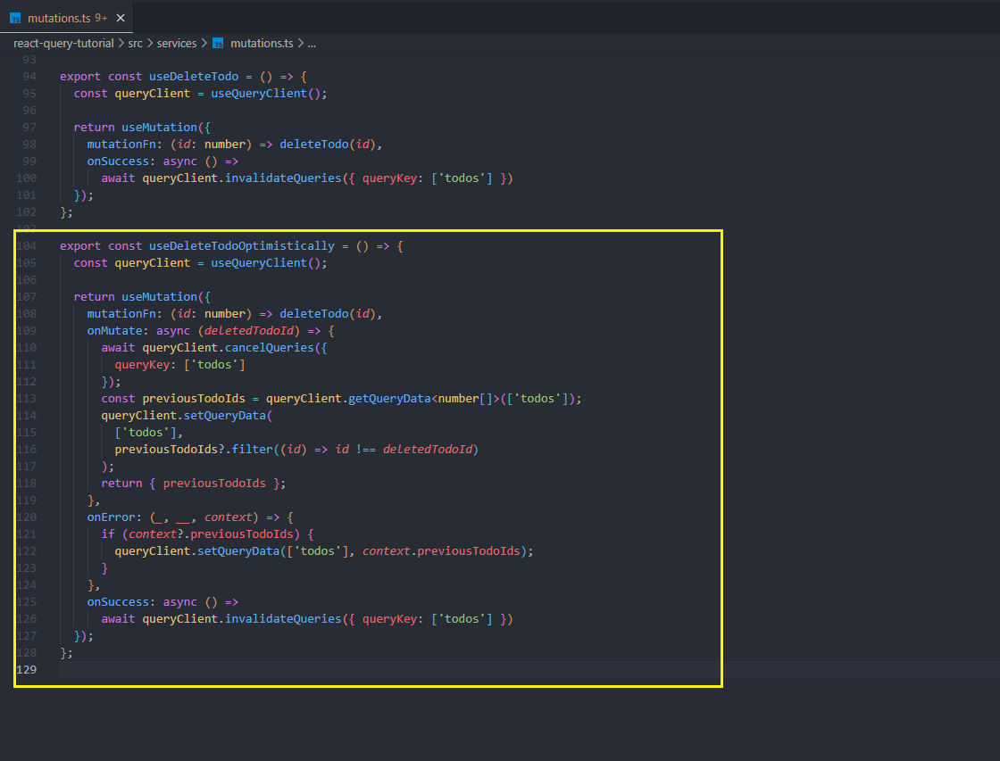 TS mutations.ts 9+ ×
react-query-tutorial > src > services > TS mutations.ts > ...
93
94 export const useDeleteTodo = () => {
95 const queryClient = useQueryClient();
96
97 return useMutation({
98 mutationFn: (id: number) => deleteTodo(id),
99 onSuccess: async () =>
100 await queryClient.invalidateQueries({ queryKey: ['todos'] })
101 });
102 };
103
104 export const useDeleteTodoOptimistically = () => {
105 const queryClient = useQueryClient();
106
107 return useMutation({
108 mutationFn: (id: number) => deleteTodo(id),
109 onMutate: async (deletedTodoId) => {
110 await queryClient.cancelQueries({
111 queryKey: ['todos']
112 });
113 const previousTodoIds = queryClient.getQueryData<number[]>(['todos']);
114 queryClient.setQueryData(
115 ['todos'],
116 previousTodoIds?.filter((id) => id !== deletedTodoId)
117 );
118 return { previousTodoIds };
119 },
120 onError: (_, __, context) => {
121 if (context?.previousTodoIds) {
122 queryClient.setQueryData(['todos'], context.previousTodoIds);
123 }
124 },
125 onSuccess: async () =>
126 await queryClient.invalidateQueries({ queryKey: ['todos'] })
127 });
128 };
129